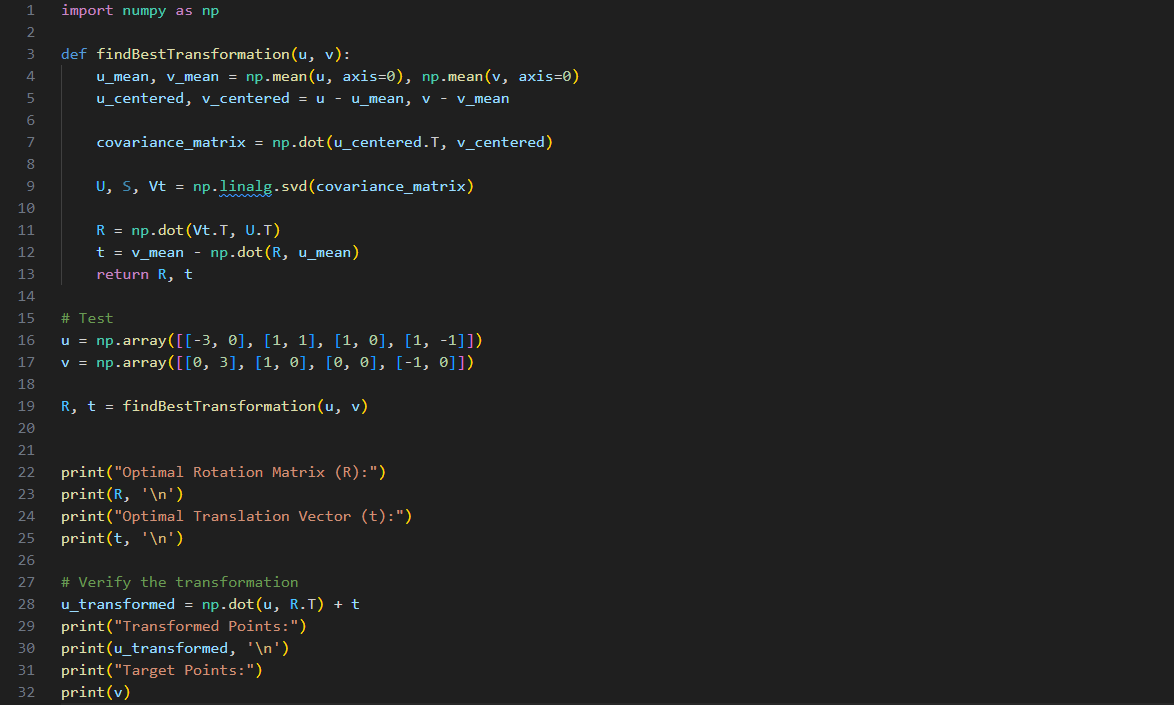 1 import numpy as np
2
3 def findBestTransformation(u, v):
4     u_mean, v_mean = np.mean(u, axis=0), np.mean(v, axis=0)
5     u_centered, v_centered = u - u_mean, v - v_mean
6
7     covariance_matrix = np.dot(u_centered.T, v_centered)
8
9     U, S, Vt = np.linalg.svd(covariance_matrix)
10
11     R = np.dot(Vt.T, U.T)
12     t = v_mean - np.dot(R, u_mean)
13     return R, t
14
15 # Test
16 u = np.array([[-3, 0], [1, 1], [1, 0], [1, -1]])
17 v = np.array([[0, 3], [1, 0], [0, 0], [-1, 0]])
18
19 R, t = findBestTransformation(u, v)
20
21
22 print("Optimal Rotation Matrix (R):")
23 print(R, '\n')
24 print("Optimal Translation Vector (t):")
25 print(t, '\n')
26
27 # Verify the transformation
28 u_transformed = np.dot(u, R.T) + t
29 print("Transformed Points:")
30 print(u_transformed, '\n')
31 print("Target Points:")
32 print(v)